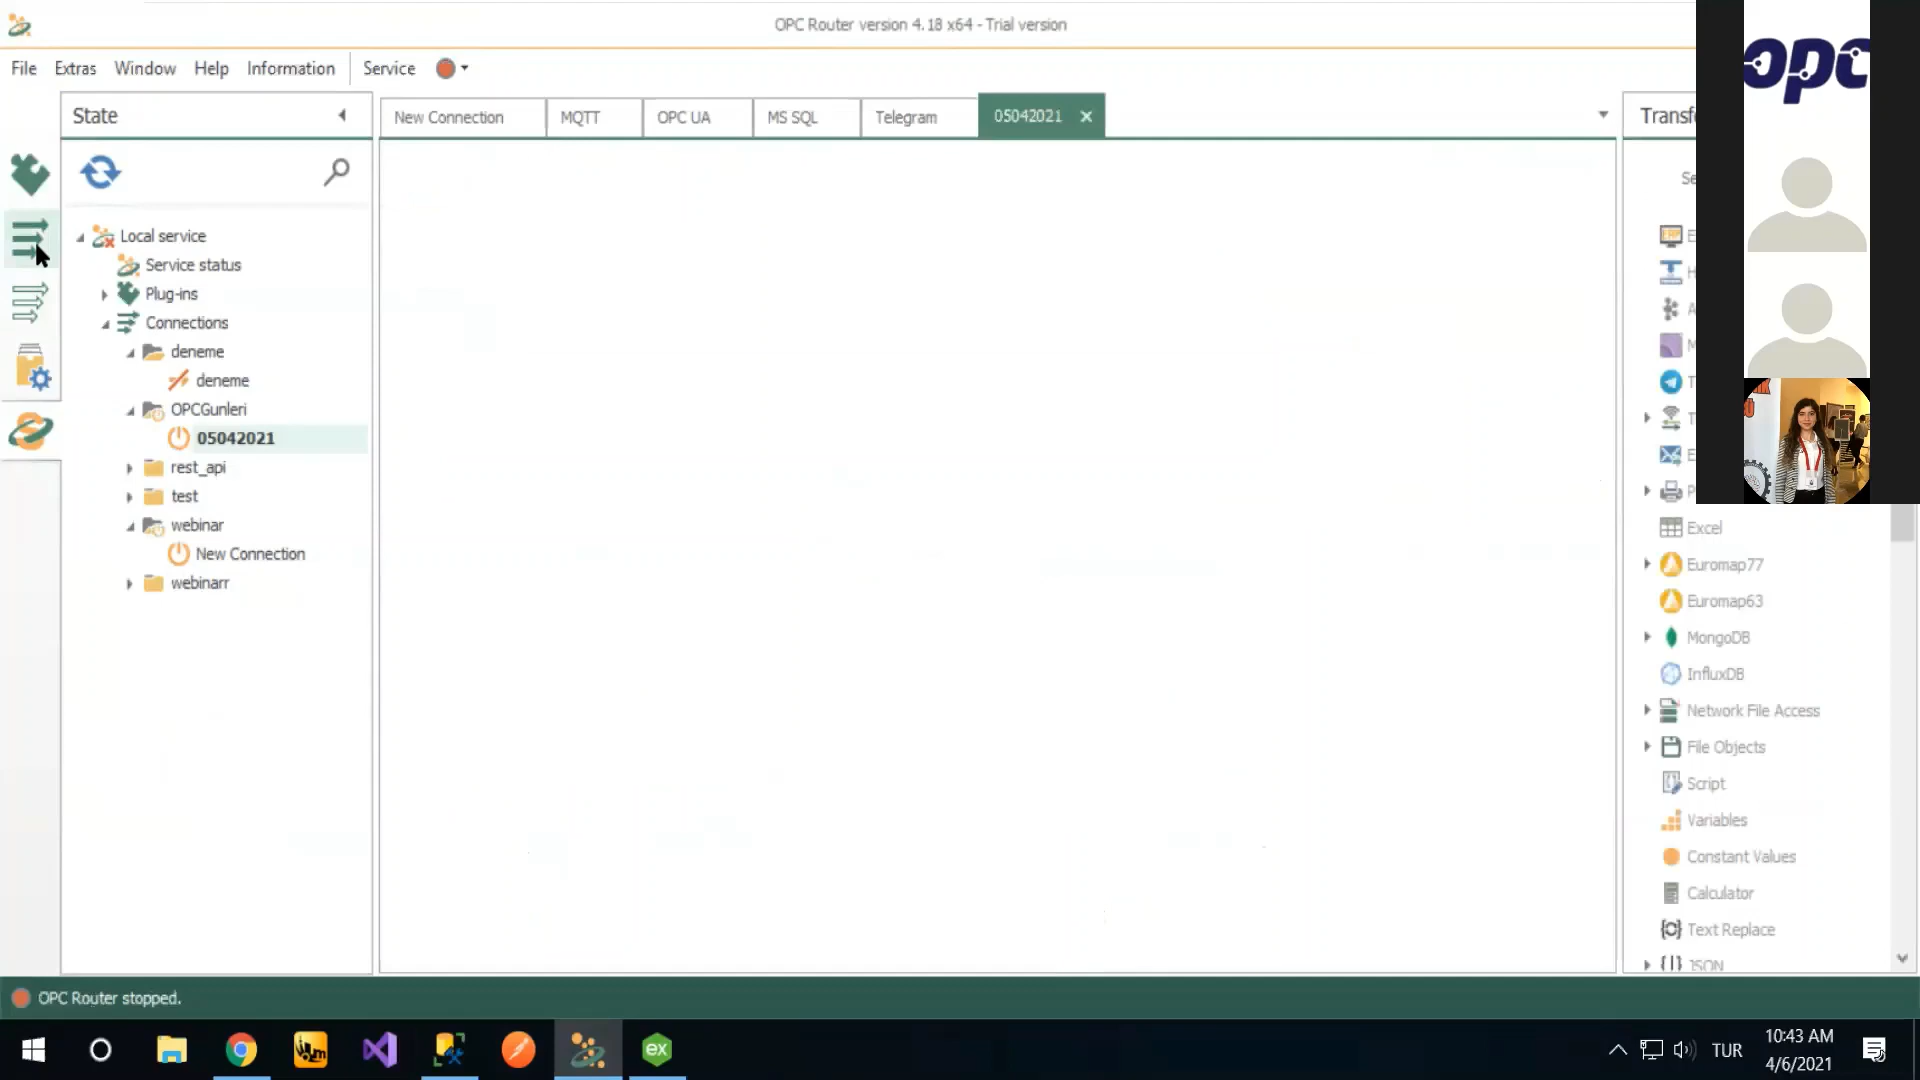 OPC Router version 4.18 x64 - Trial version
opc
File Extras Window Help Information Service
State
New Connection MQTT OPC UA MS SQL Telegram 05042021
Local service
Service status
Plug-ins
Connections
deneme
deneme
OPCGunleri
05042021
rest_api
test
webinar
New Connection
webinarr
Excel
Euromap77
Euromap63
MongoDB
InfluxDB
Network File Access
File Objects
Script
Variables
Constant Values
Calculator
Text Replace
JSON
OPC Router stopped.
ex
TUR
10:43 AM
4/6/2021